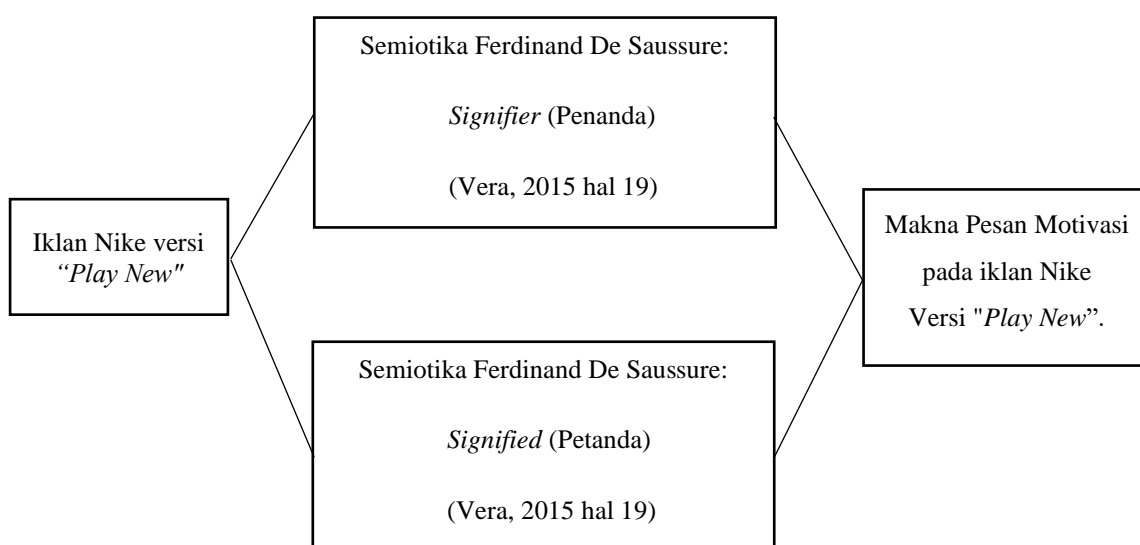 Semiotika Ferdinand De Saussure:
Signifier (Penanda)
(Vera, 2015 hal 19)
Iklan Nike versi
“Play New"
Makna Pesan Motivasi
pada iklan Nike
Versi "Play New”.
Semiotika Ferdinand De Saussure:
Signified (Petanda)
(Vera, 2015 hal 19)